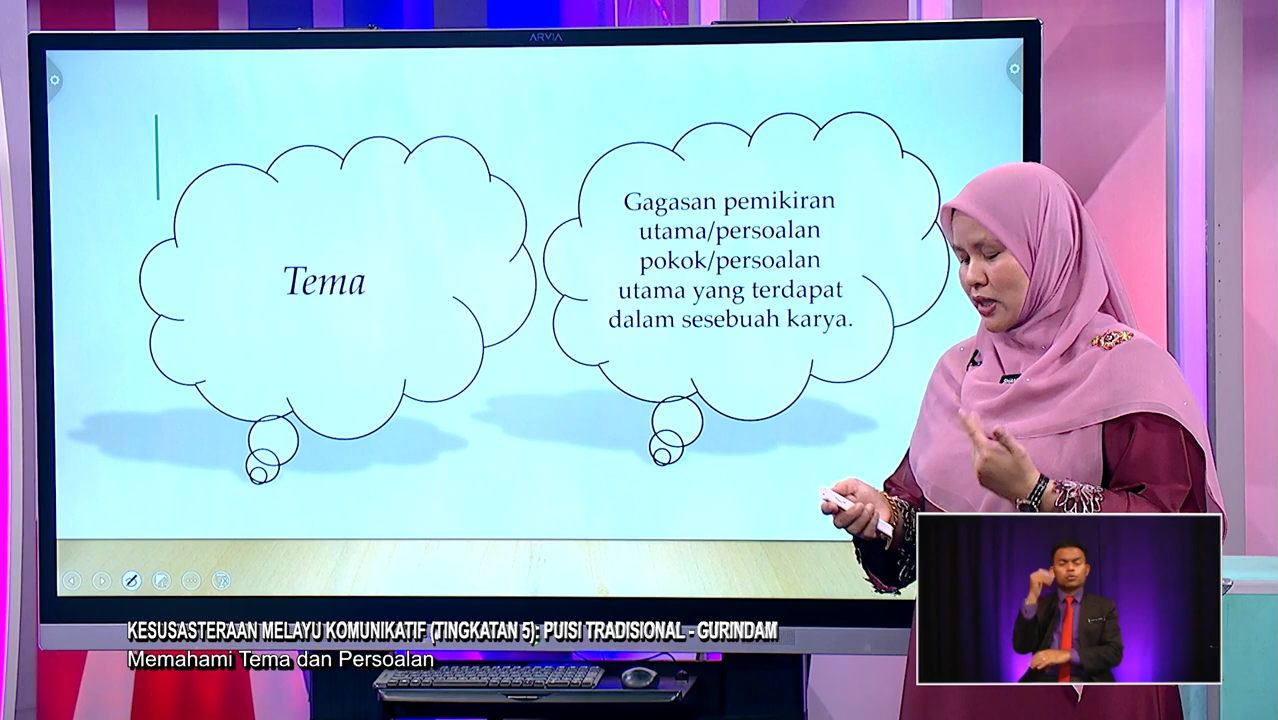 ARVIA
Tema
Gagasan pemikiran
utama/persoalan
pokok/persoalan
utama yang terdapat
dalam sesebuah karya.
KESUSASTERAAN MELAYU KOMUNIKATIF (TINGKATAN 5): PUISI TRADISIONAL - GURINDAM
Memahami Tema dan Persoalan